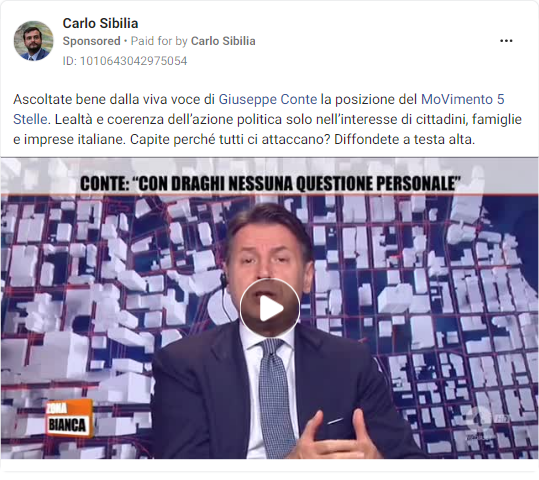 Carlo Sibilia
Sponsored • Paid for by Carlo Sibilia
ID: 1010643042975054
Ascoltate bene dalla viva voce di Giuseppe Conte la posizione del MoVimento 5
Stelle. Lealtà e coerenza dell'azione politica solo nell'interesse di cittadini, famiglie
e imprese italiane. Capite perché tutti ci attaccano? Diffondete a testa alta.
CONTE: "CON DRAGHI NESSUNA QUESTIONE PERSONALE"
ZONA
BIANCA